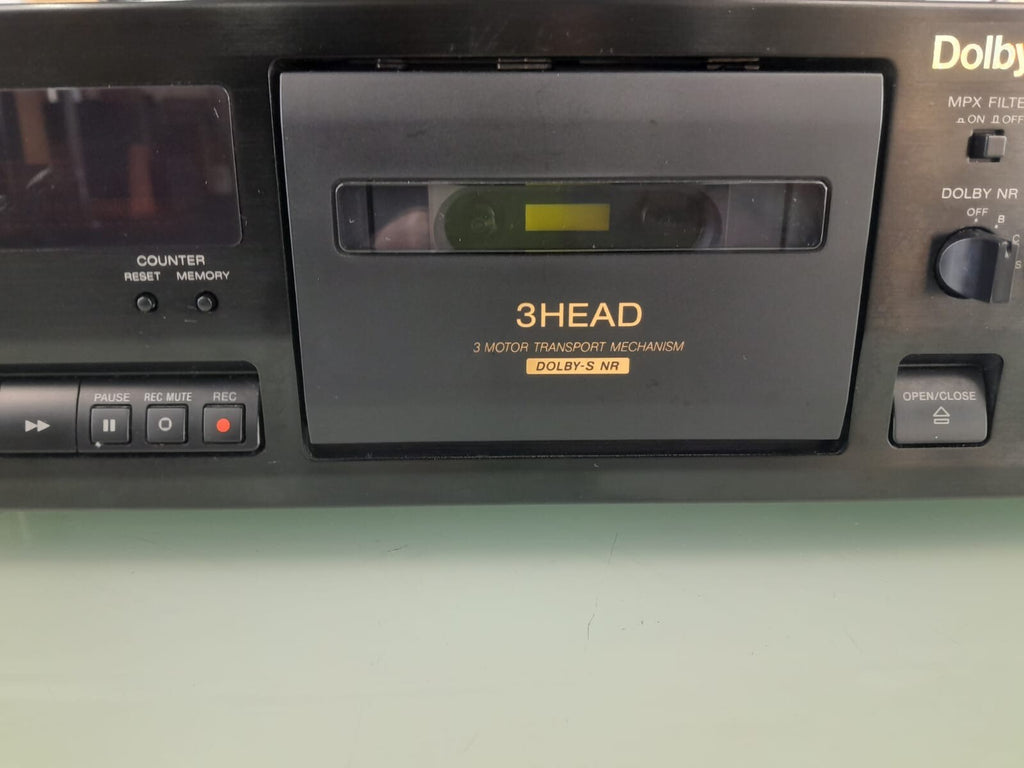 Dolby
MPX FILTE
ON OFF
DOLBY NR
OFF
B
C
S
COUNTER
RESET MEMORY
3HEAD
3 MOTOR TRANSPORT MECHANISM
DOLBY-S NR
PAUSE REC MUTE REC
OPEN/CLOSE